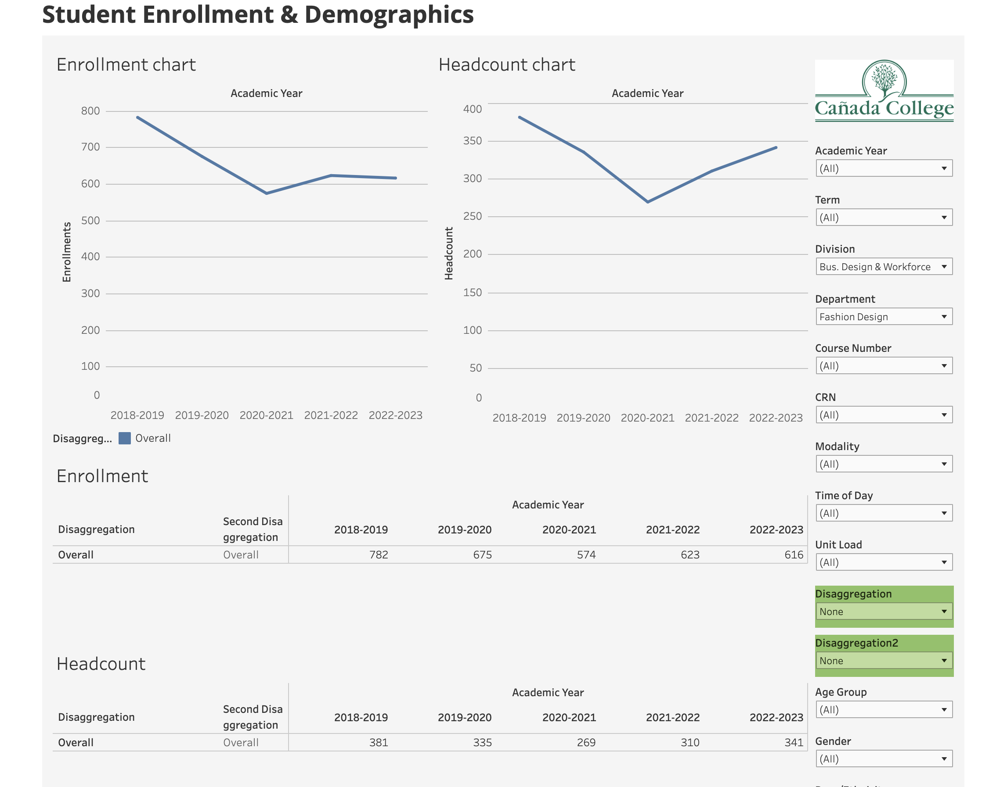 Student Enrollment & Demographics
Enrollment chart
Academic Year
800
700
600
500
400
300
200
100
0
Enrollments
2018-2019 2019-2020 2020-2021 2021-2022 2022-2023
Disaggreg... Overall
Headcount chart
Academic Year
400
350
300
250
200
150
100
50
0
Headcount
2018-2019 2019-2020 2020-2021 2021-2022 2022-2023
Enrollment
Academic Year
Disaggregation Second Disa
ggregation 2018-2019 2019-2020 2020-2021 2021-2022 2022-2023
Overall Overall 782 675 574 623 616
Headcount
Academic Year
Disaggregation Second Disa
ggregation 2018-2019 2019-2020 2020-2021 2021-2022 2022-2023
Overall Overall 381 335 269 310 341
Cañada College
Academic Year
(All)
Term
(All)
Division
Bus. Design & Workforce
Department
Fashion Design
Course Number
(All)
CRN
(All)
Modality
(All)
Time of Day
(All)
Unit Load
(All)
Disaggregation
None
Disaggregation2
None
Age Group
(All)
Gender
(All)